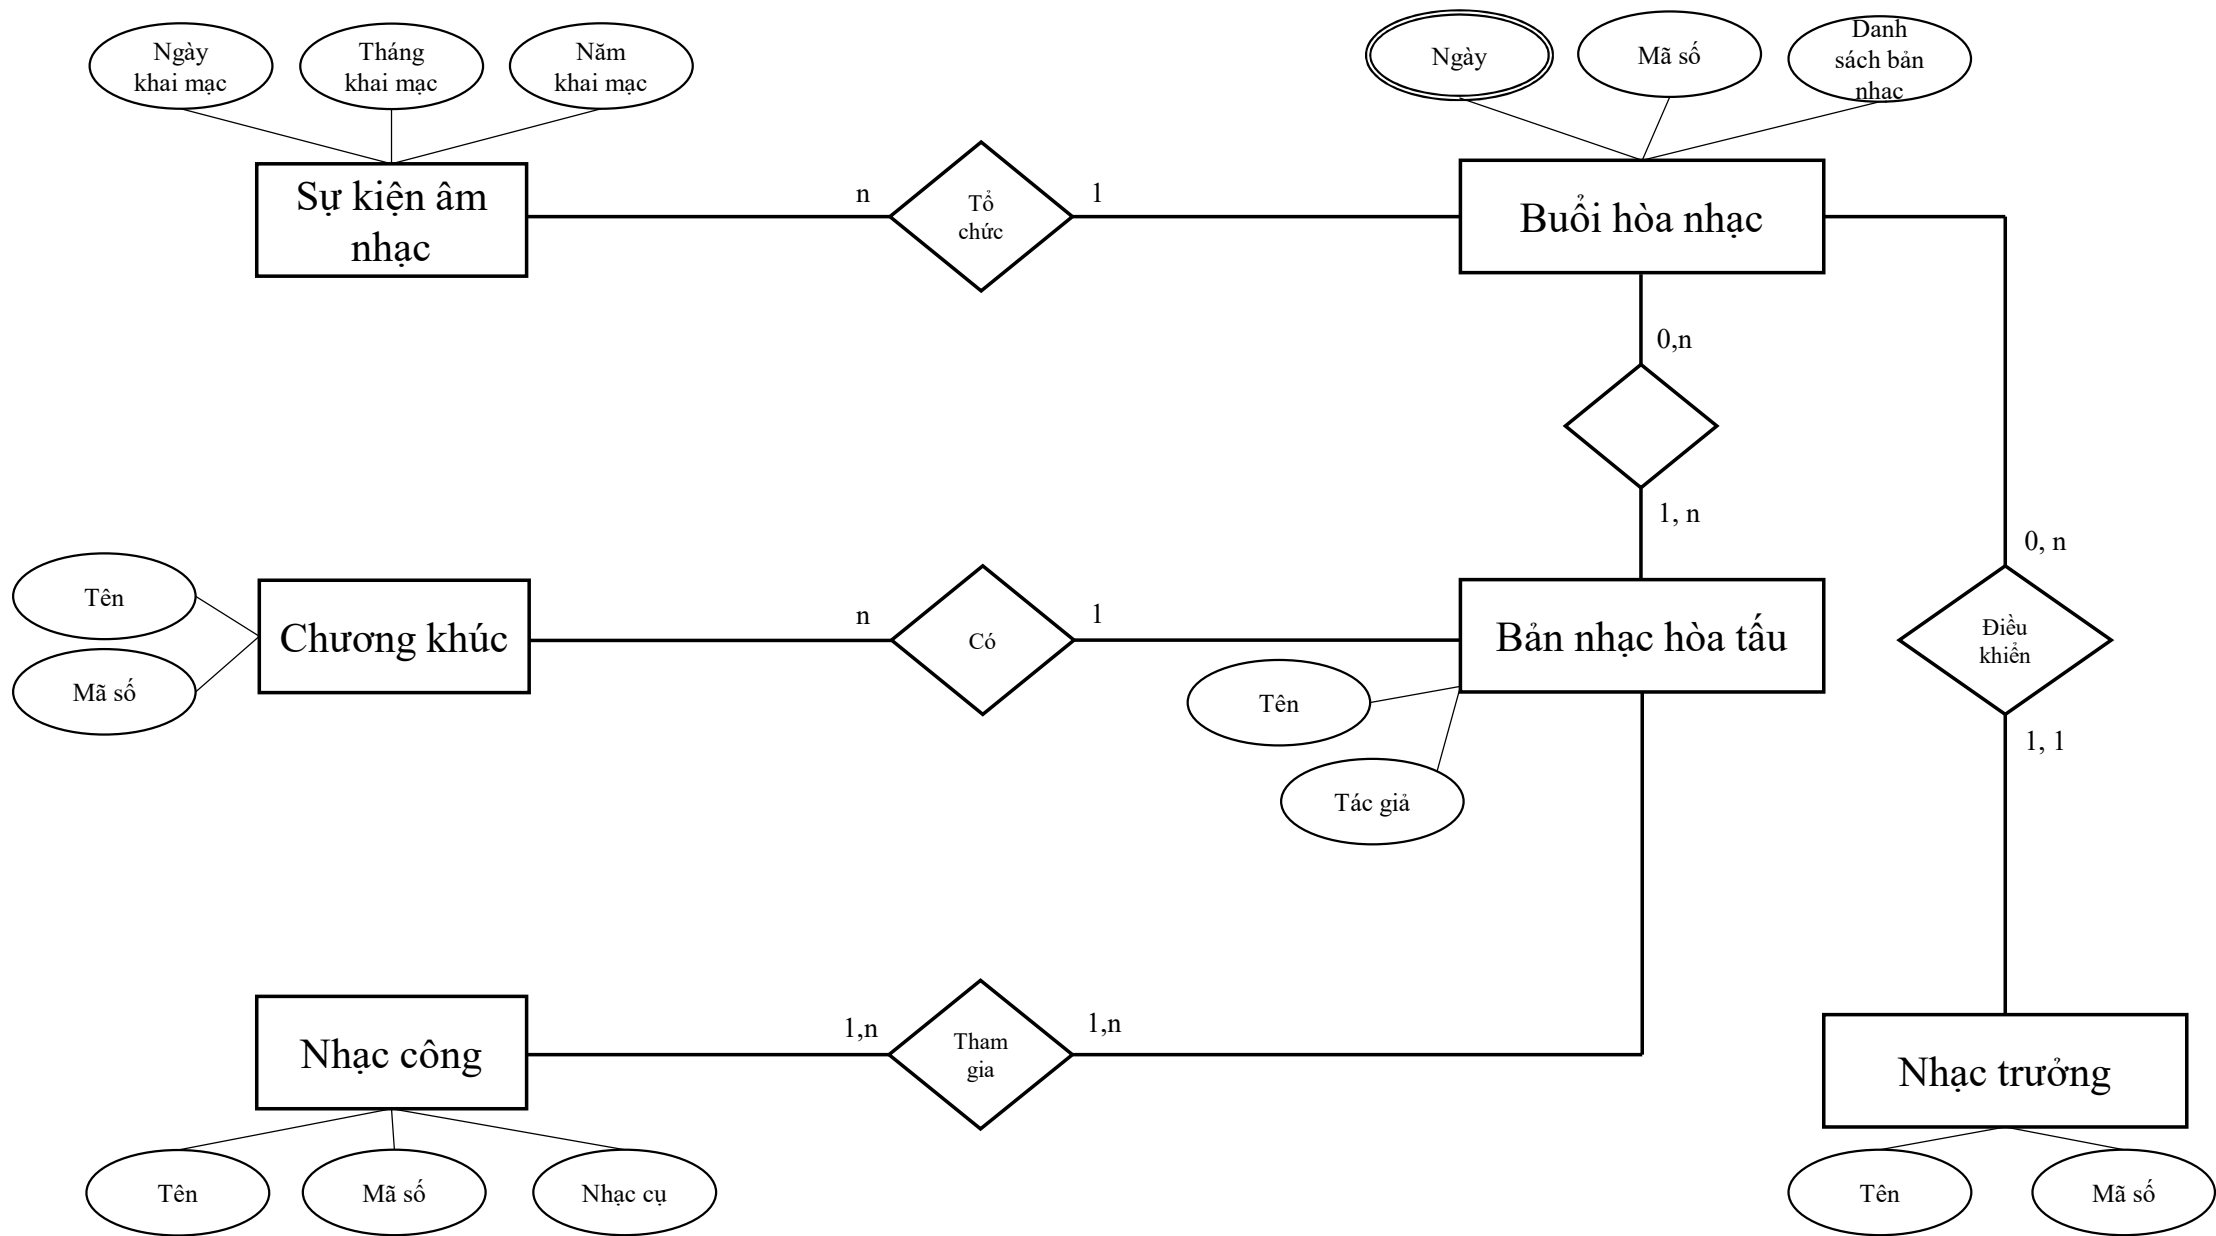 Ngày
khai mạc
Tháng
khai mạc
Năm
khai mạc
Ngày
Mã số
Danh
sách bản
nhạc
Sự kiện âm
nhạc
n
Tổ
chức
1
Buổi hòa nhạc
0,n
1, n
0, n
Tên
Mã số
Chương khúc
n
Có
1
Bản nhạc hòa tấu
Tên
Tác giả
Điều
khiển
1, 1
Nhạc công
1,n
Tham
gia
1,n
Nhạc trưởng
Tên
Mã số
Nhạc cụ
Tên
Mã số